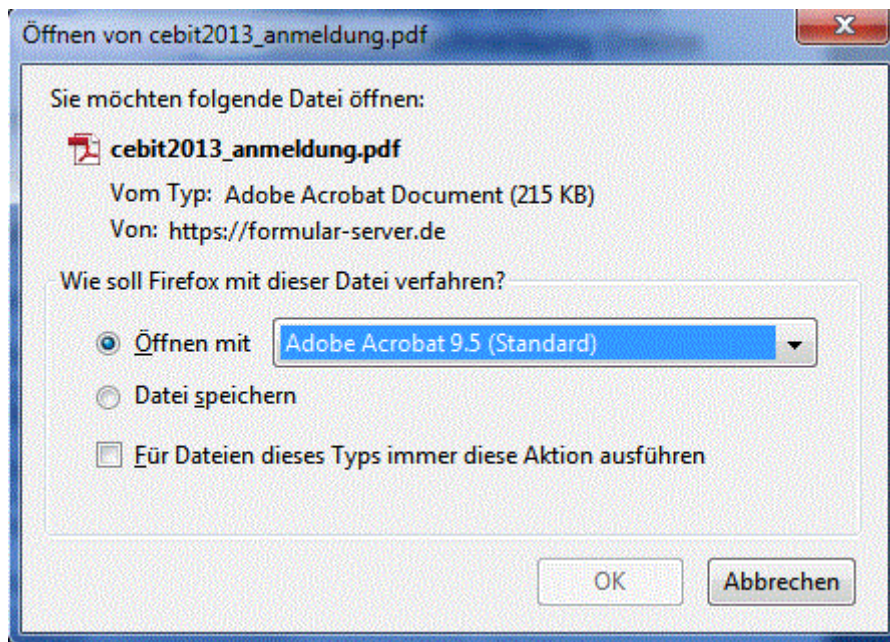 Öffnen von cebit2013_anmeldung.pdf
Sie möchten folgende Datei öffnen:
cebit2013_anmeldung.pdf
Vom Typ: Adobe Acrobat Document (215 KB)
Von: https://formular-server.de
Wie soll Firefox mit dieser Datei verfahren?
Öffnen mit Adobe Acrobat 9.5 (Standard)
Datei speichern
Für Dateien dieses Typs immer diese Aktion ausführen
OK Abbrechen